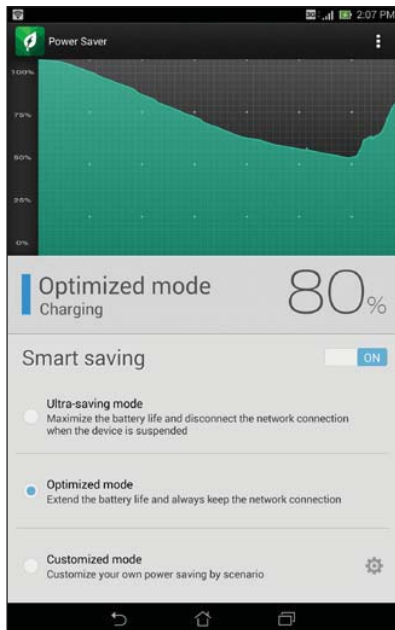 3G 2:07 PM
Power Saver
100%
75%
50%
25%
0%
Optimized mode
80%
Charging
Smart saving
ON
Ultra-saving mode
Maximize the battery life and disconnect the network connection
when the device is suspended
Optimized mode
Extend the battery life and always keep the network connection
Customized mode
Customize your own power saving by scenario